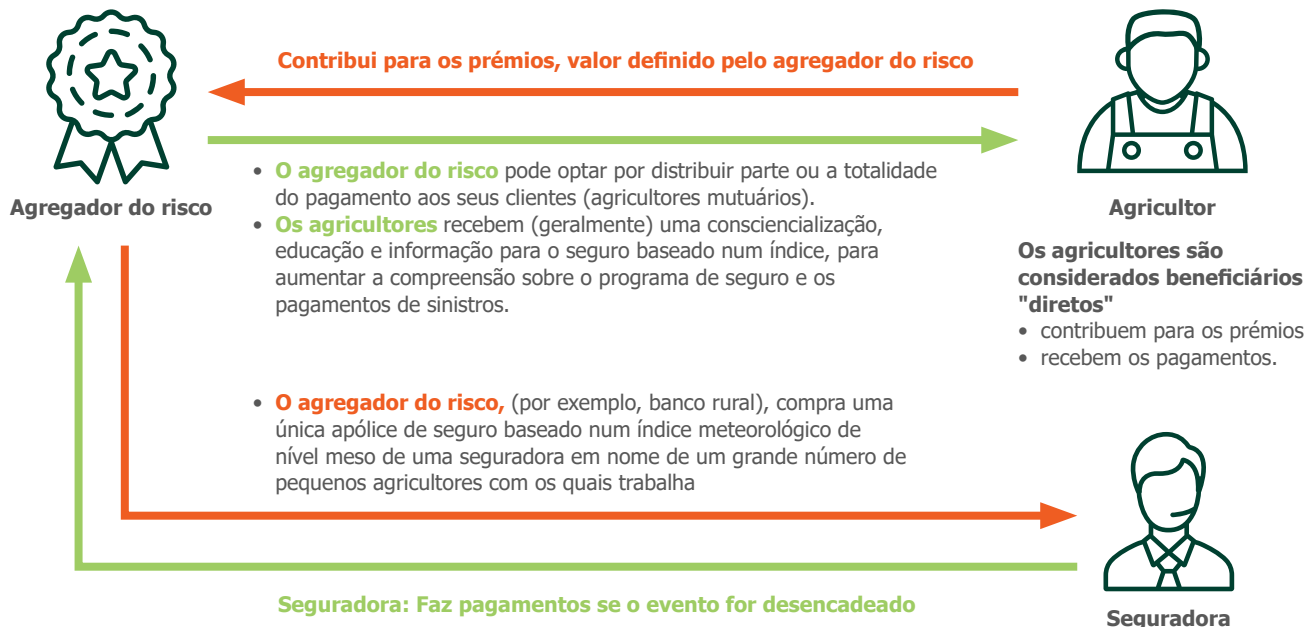 Contribui para os prémios, valor definido pelo agregador do risco
• O agregador do risco pode optar por distribuir parte ou a totalidade
do pagamento aos seus clientes (agricultores mutuários).
• Os agricultores recebem (geralmente) uma consciencialização,
educação e informação para o seguro baseado num índice, para
aumentar a compreensão sobre o programa de seguro e os
pagamentos de sinistros.
Agregador do risco
Agricultor
Os agricultores são
considerados beneficiários
"diretos"
• contribuem para os prémios
• recebem os pagamentos.
• O agregador do risco, (por exemplo, banco rural), compra uma
única apólice de seguro baseado num índice meteorológico de
nível meso de uma seguradora em nome de um grande número de
pequenos agricultores com os quais trabalha
Seguradora: Faz pagamentos se o evento for desencadeado
Seguradora